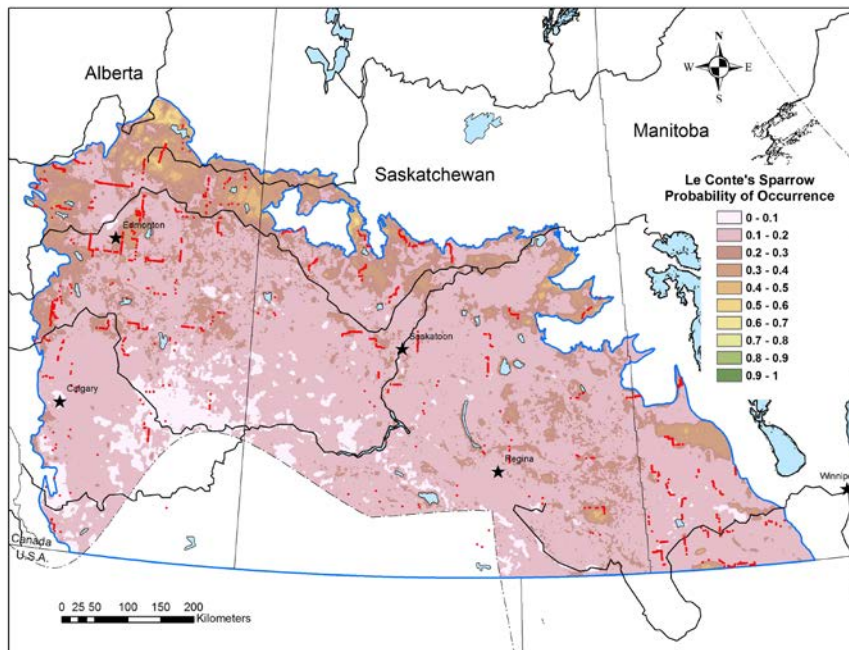 Alberta
N
W E
S
Manitoba
Saskatchewan
Le Conte's Sparrow
Probability of Occurrence
0 - 0.1
0.1 - 0.2
0.2 - 0.3
0.3 - 0.4
0.4 - 0.5
0.5 - 0.6
0.6 - 0.7
0.7 - 0.8
0.8 - 0.9
0.9 - 1
Edmonton
Saskatoon
Calgary
Regina
Winnipe
Canada
U.S.A.
0 25 50 100 150 200
Kilometers